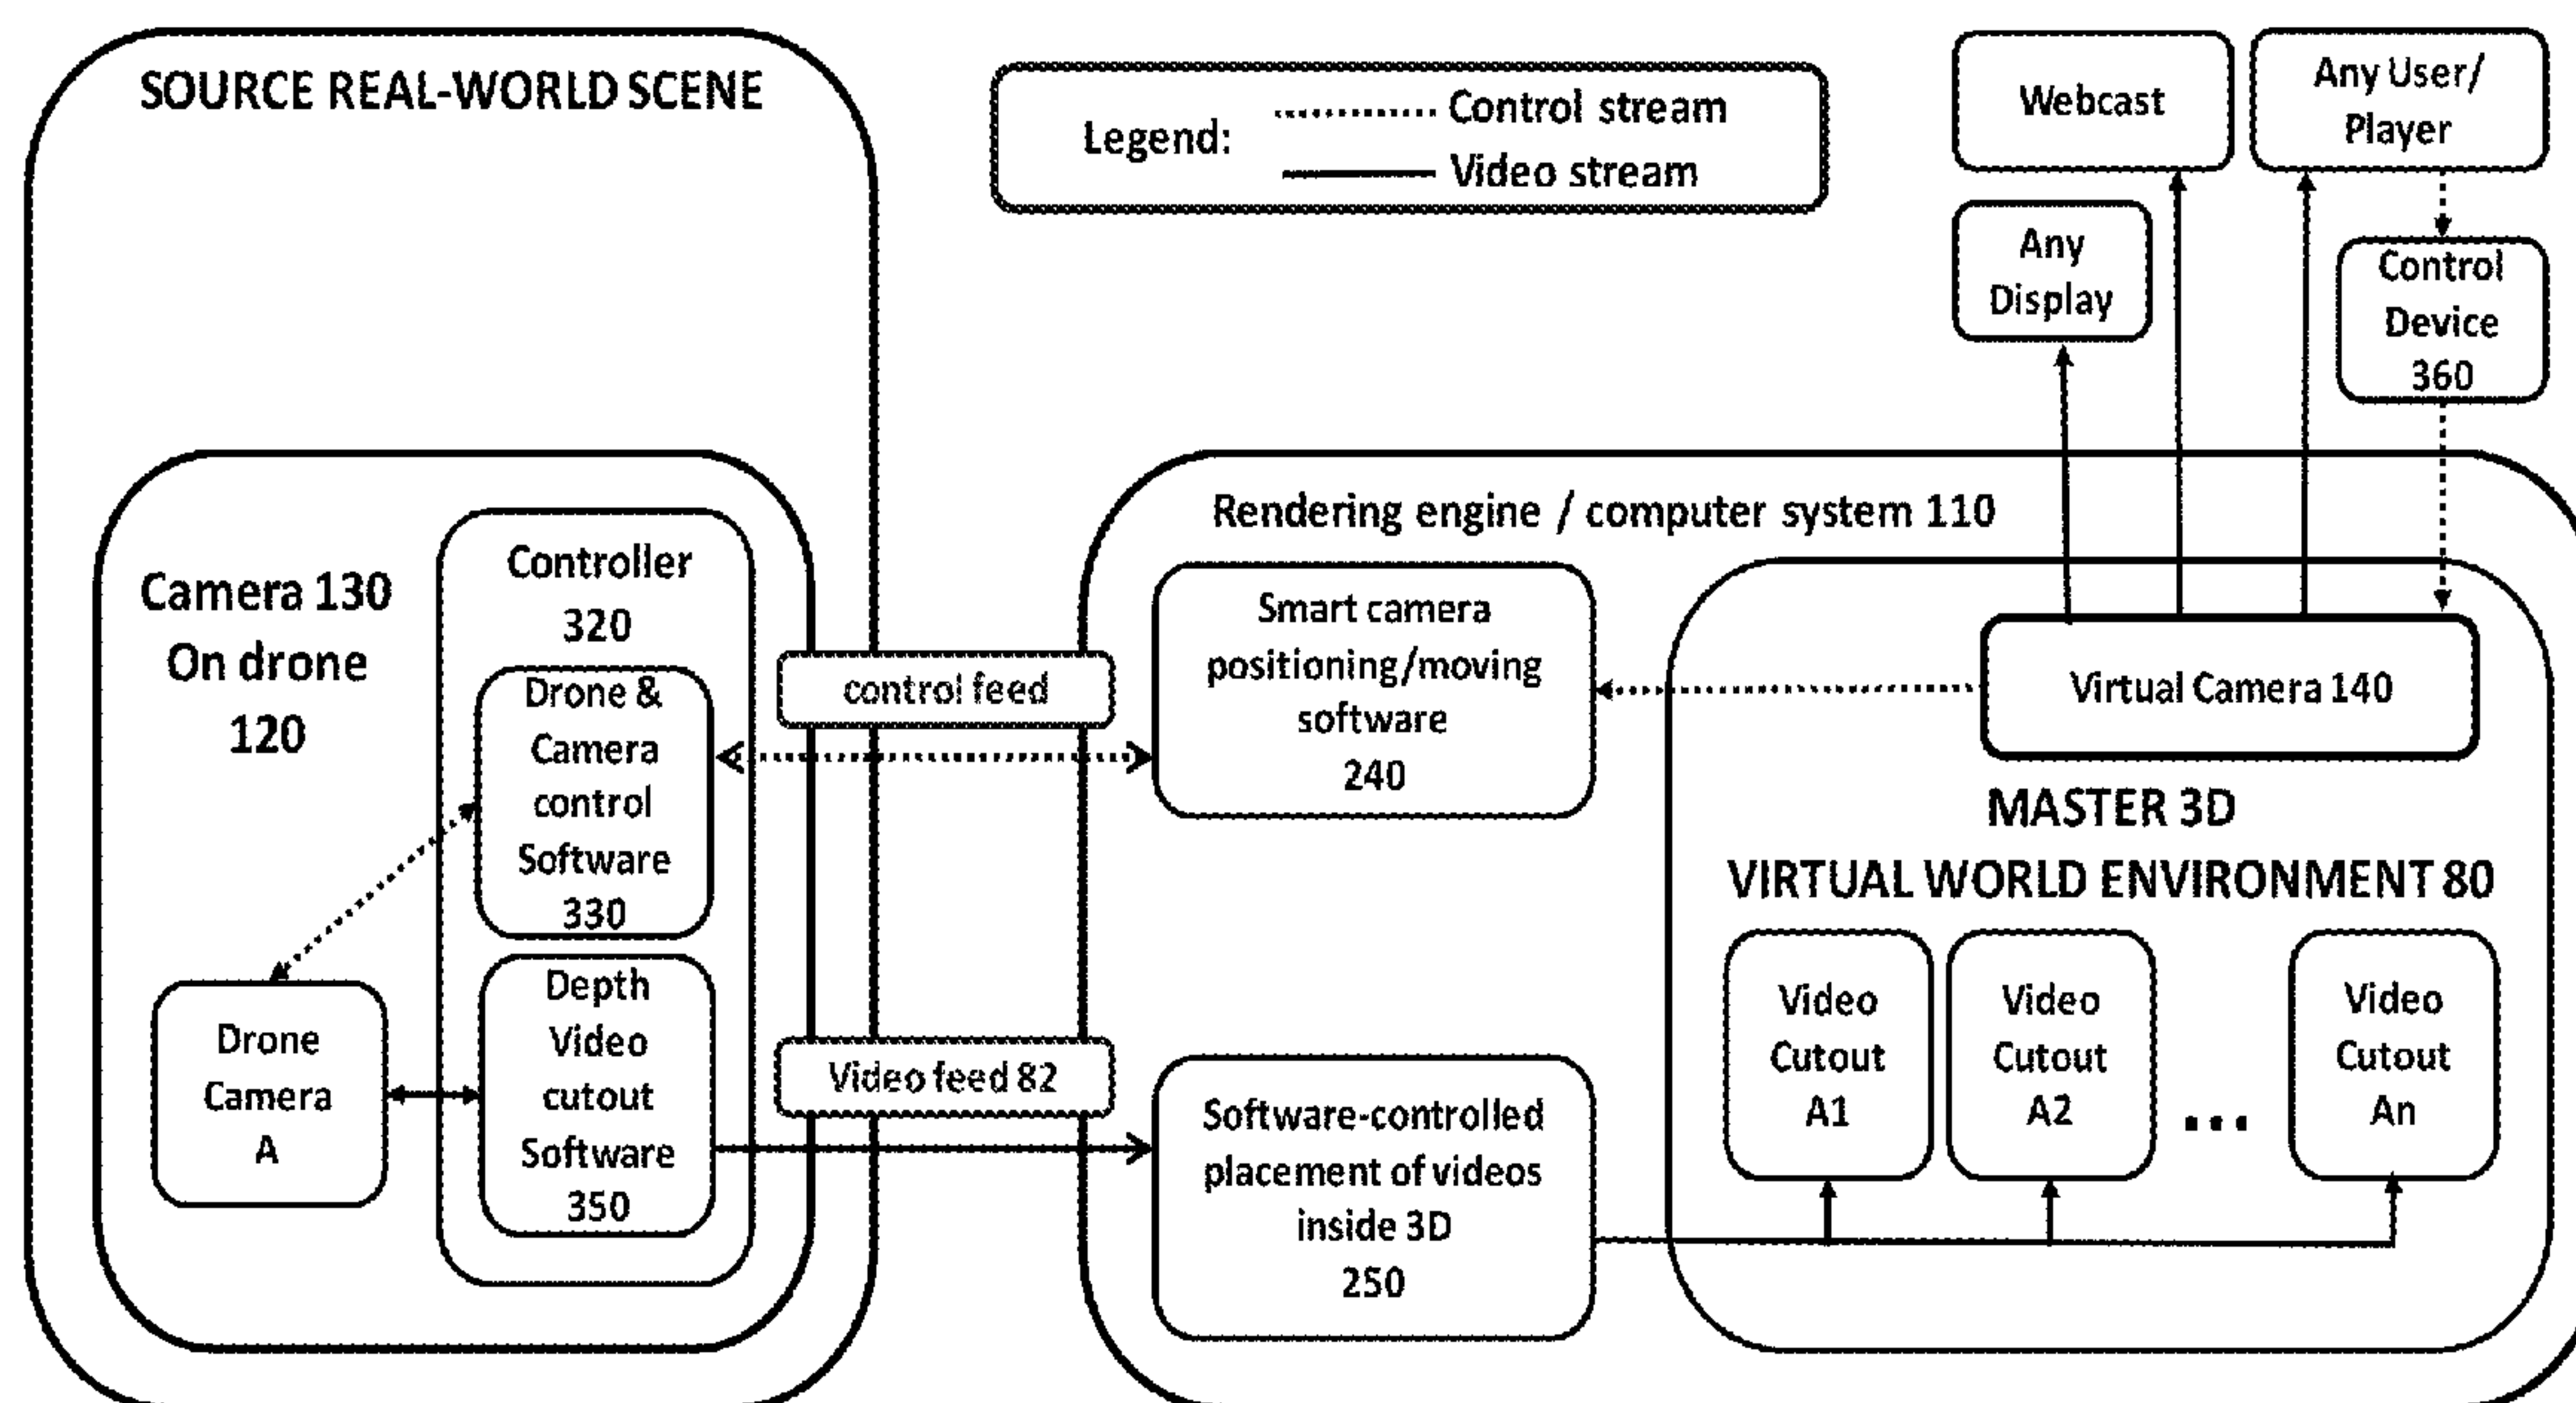 SOURCE REAL-WORLD SCENE
Legend:
Control stream
Video stream
Webcast
Any User/
Player
Any
Display
Control
Device
360
Camera 130
On drone
120
Controller
320
Drone &
Camera
control
Software
330
Drone
Camera
A
Depth
Video
cutout
Software
350
control feed
Video feed 82
Rendering engine / computer system 110
Smart camera
positioning/moving
software
240
Software-controlled
placement of videos
inside 3D
250
Virtual Camera 140
MASTER 3D
VIRTUAL WORLD ENVIRONMENT 80
Video
Cutout
A1
Video
Cutout
A2
...
Video
Cutout
An